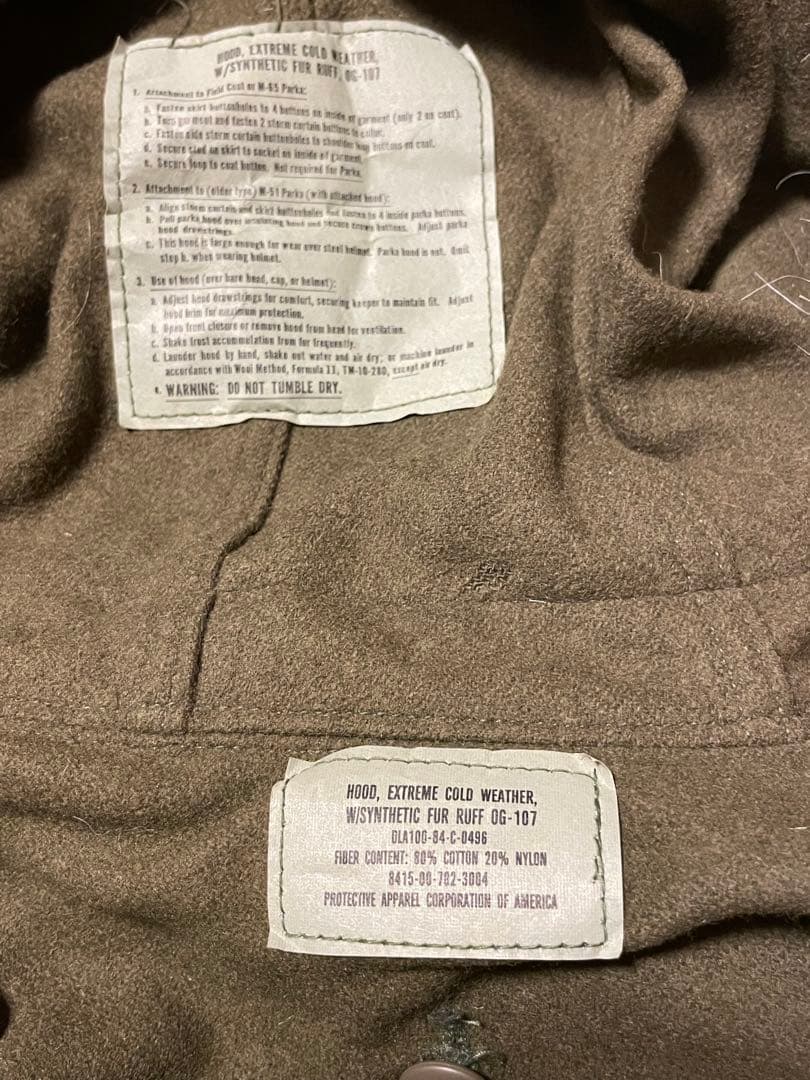 HOOD, EXTREME COLD WEATHER,
W/SYNTHETIC FUR RUFF, OG-107
1. Attachment to Field Coat or M-65 Parka:
a. Fasten skirt buttonholes to 4 buttons on inside of garment (only 2 on coat).
b. Turn garment and fasten 2 storm curtain buttons to collar.
c. Fasten side storm curtain buttonholes to shoulder loop buttons on coat.
d. Secure stud on skirt to socket on inside of garment.
e. Secure loop to coat button. Not required for Parka.
2. Attachment to (older type) M-51 Parka (with attached hood):
a. Align storm curtain and skirt buttonholes and fasten to 4 inside parka buttons.
b. Pull parka hood over insulating hood and secure crown buttons. Adjust parka
hood drawstrings.
c. This hood is large enough for wear over steel helmet. Parka hood is not. Omit
step b. when wearing helmet.
3. Use of hood (over bare head, cap, or helmet):
a. Adjust hood drawstrings for comfort, securing keeper to maintain fit. Adjust
hood brim for maximum protection.
b. Open front closure or remove hood from head for ventilation.
c. Shake frost accumulation from fur frequently.
d. Launder hood by hand, shake out water and air dry; or machine launder in
accordance with Wool Method, Formula II, TM-10-280, except air dry.
e. WARNING: DO NOT TUMBLE DRY.
HOOD, EXTREME COLD WEATHER,
W/SYNTHETIC FUR RUFF OG-107
DLA100-84-C-0496
FIBER CONTENT: 80% COTTON 20% NYLON
8415-00-782-3004
PROTECTIVE APPAREL CORPORATION OF AMERICA